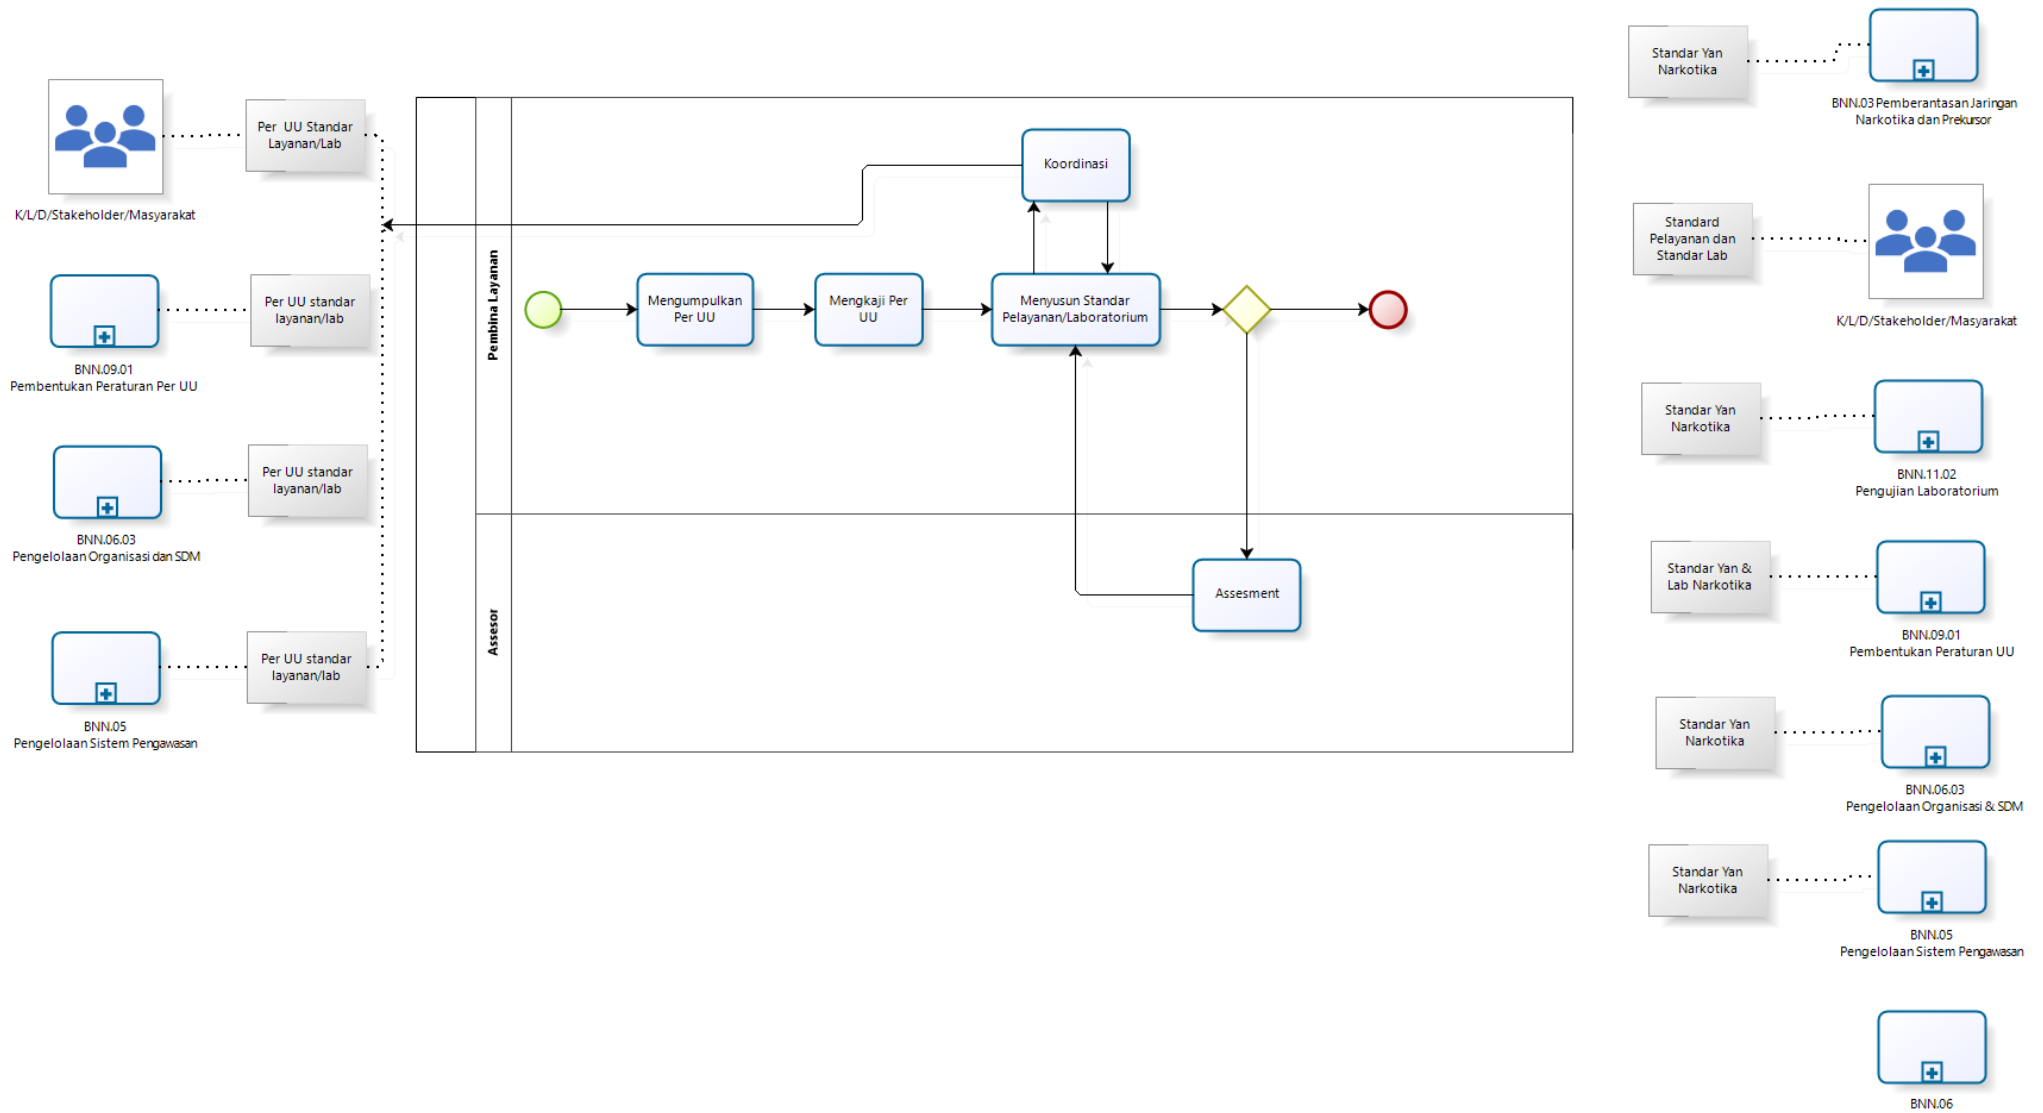 Per UU Standar
Layanan/Lab
K/L/D/Stakeholder/Masyarakat
Per UU standar
layanan/lab
BNN.09.01
Pembentukan Peraturan Per UU
Per UU standar
layanan/lab
BNN.06.03
Pengelolaan Organisasi dan SDM
Per UU standar
layanan/lab
BNN.05
Pengelolaan Sistem Pengawasan
Pembina Layanan
Koordinasi
Mengumpulkan
Per UU
Mengkaji Per
UU
Menyusun Standar
Pelayanan/Laboratorium
Assesor
Assesment
Standar Yan
Narkotika
BNN.03 Pemberantasan Jaringan
Narkotika dan Prekursor
Standard
Pelayanan dan
Standar Lab
K/L/D/Stakeholder/Masyarakat
Standar Yan
Narkotika
BNN.11.02
Pengujian Laboratorium
Standar Yan &
Lab Narkotika
BNN.09.01
Pembentukan Peraturan UU
Standar Yan
Narkotika
BNN.06.03
Pengelolaan Organisasi & SDM
Standar Yan
Narkotika
BNN.05
Pengelolaan Sistem Pengawasan
BNN.06